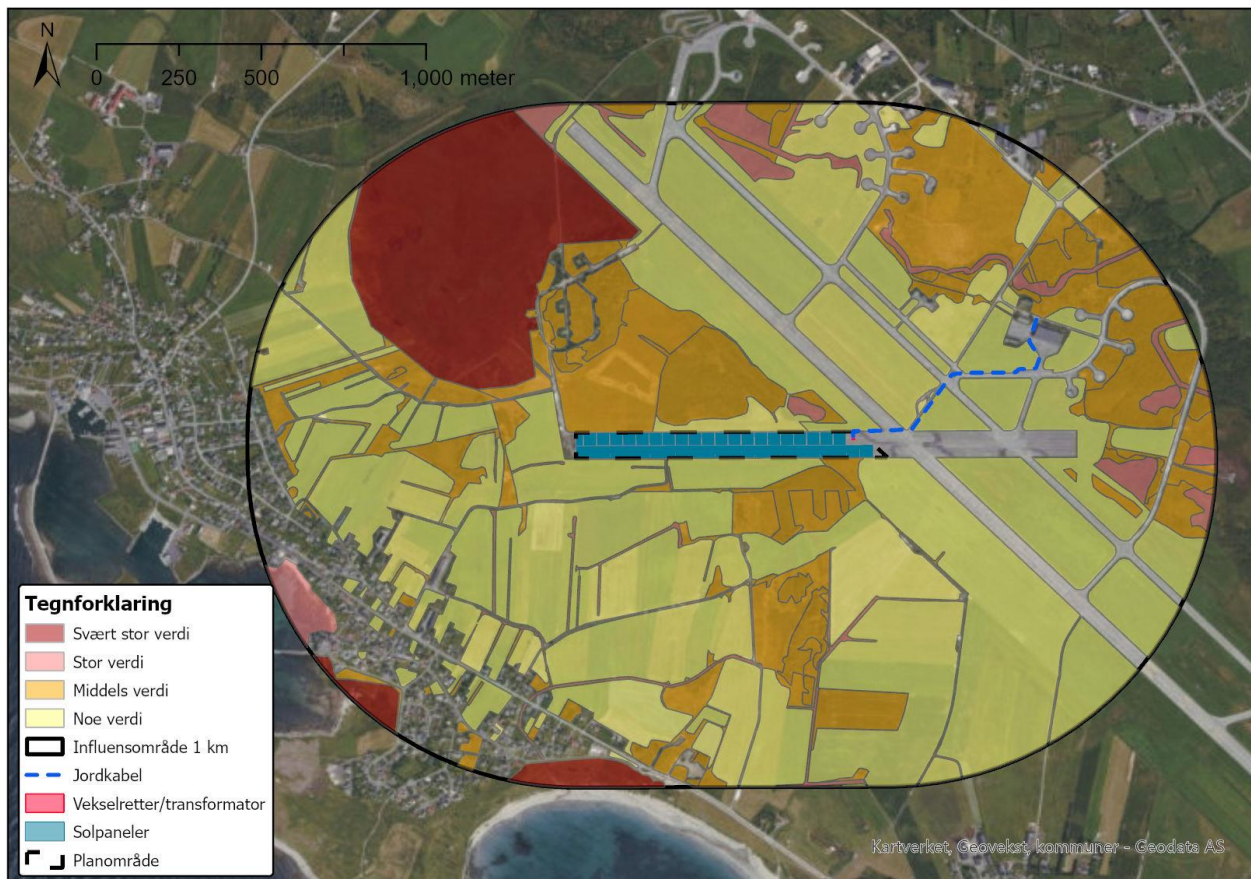 N
0 250 500 1,000 meter
Tegnforklaring
Svært stor verdi
Stor verdi
Middels verdi
Noe verdi
Influensområde 1 km
Jordkabel
Vekselretter/transformator
Solpaneler
Planområde
Kartverket, Geovekst, kommuner - Geodata AS